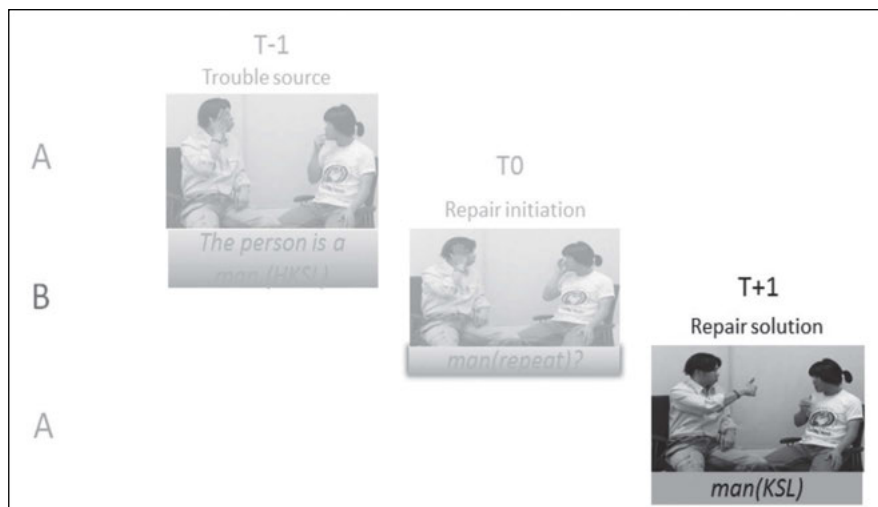 T-1
Trouble source
A
The person is a
man (HKSL)
T0
Repair initiation
B
man(repeat)?
T+1
Repair solution
A
man(KSL)